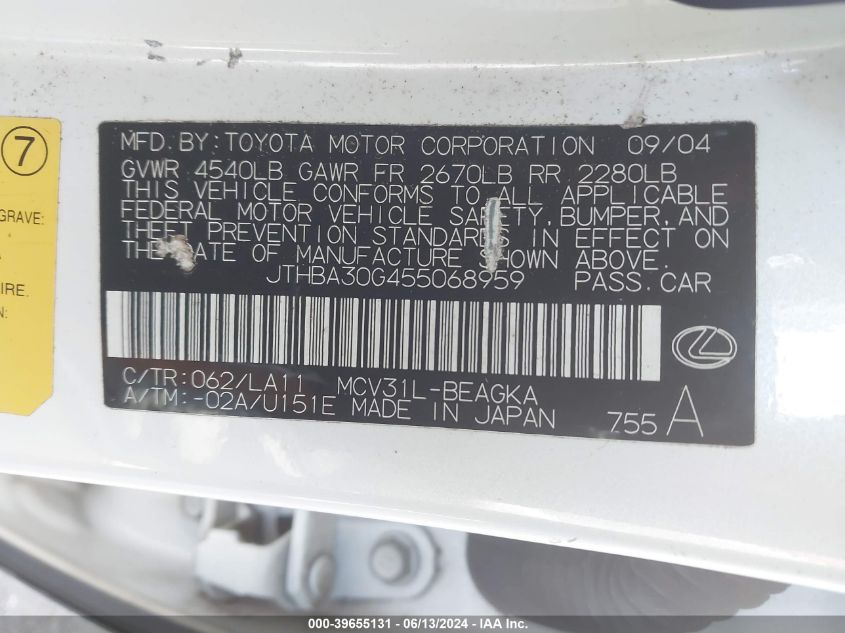 7
GRAVE:
IRE.
N:
MFD.BY:TOYOTA MOTOR CORPORATION 09/04
GVWR 4540LB GAWR FR 2670LB RR 2280LB
THIS VEHICLE CONFORMS TO ALL APPLICABLE
FEDERAL MOTOR VEHICLE SAFETY,BUMPER,AND
THEFT PREVENTION STANDARDS IN EFFECT ON
THE DATE OF MANUFACTURE SHOWN ABOVE.
JTHBA30G455068959 PASS.CAR
C/TR:062/LA11 MCV31L-BEAGKA
A/TM:-02A/U151E MADE IN JAPAN 755 A
000-39655131 - 06/13/2024 - IAAI.com